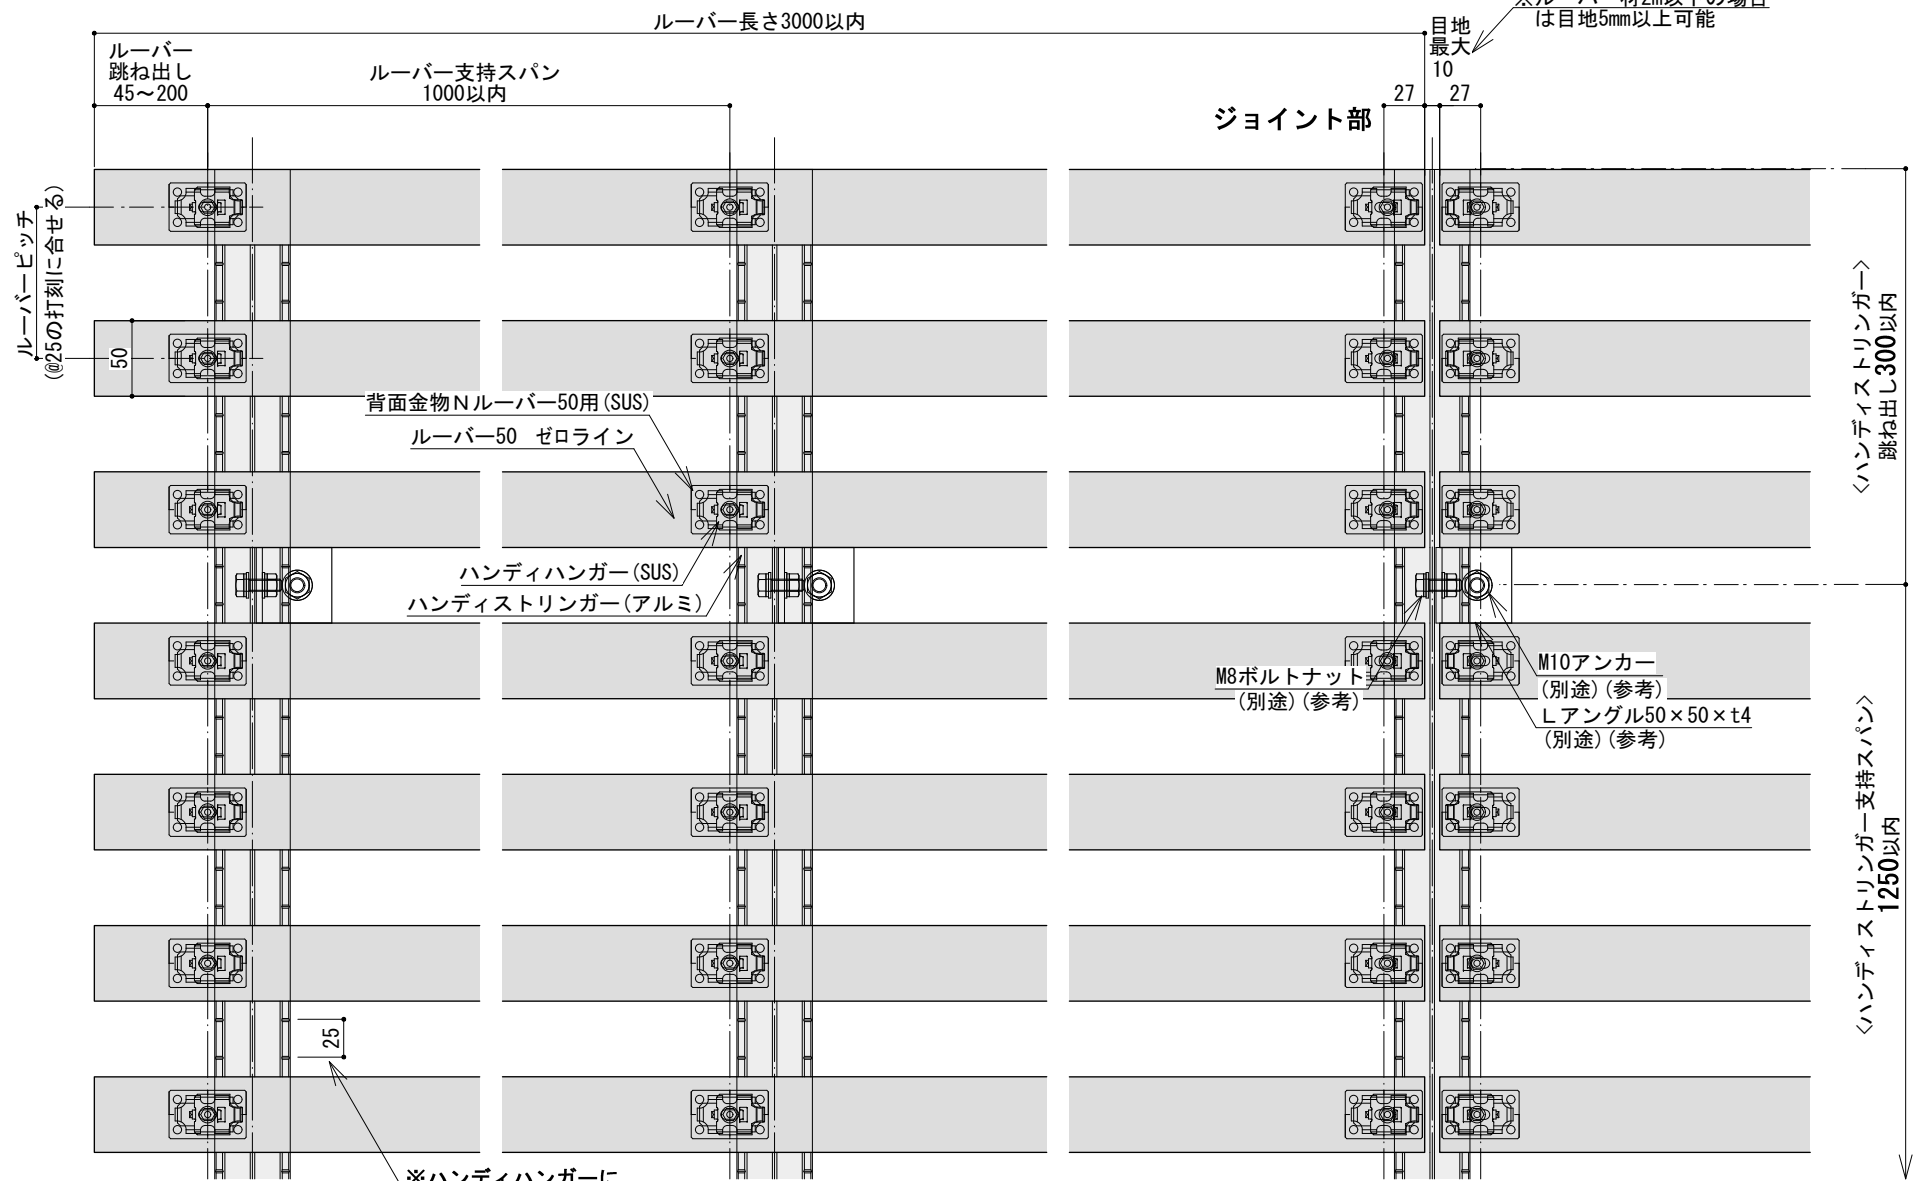 ルーバー長さ3000以内
※ルーバー材2m以下の場合
は目地5mm以上可能
目地
最大
10
ルーバー
跳ね出し
45～200
ルーバー支持スパン
1000以内
27
27
ジョイント部
ルーバーピッチ
(@25の打刻に合せる)
50
背面金物Nルーバー50用(SUS)
ルーバー50 ゼロライン
ハンディハンガー(SUS)
ハンディストリンガー(アルミ)
<ハンディストリンガー>
跳ね出し300以内
M8ボルトナット
(別途)(参考)
M10アンカー
(別途)(参考)
Lアングル50×50×t4
(別途)(参考)
<ハンディストリンガー支持スパン>
1250以内
25
※ハンディハンガーに